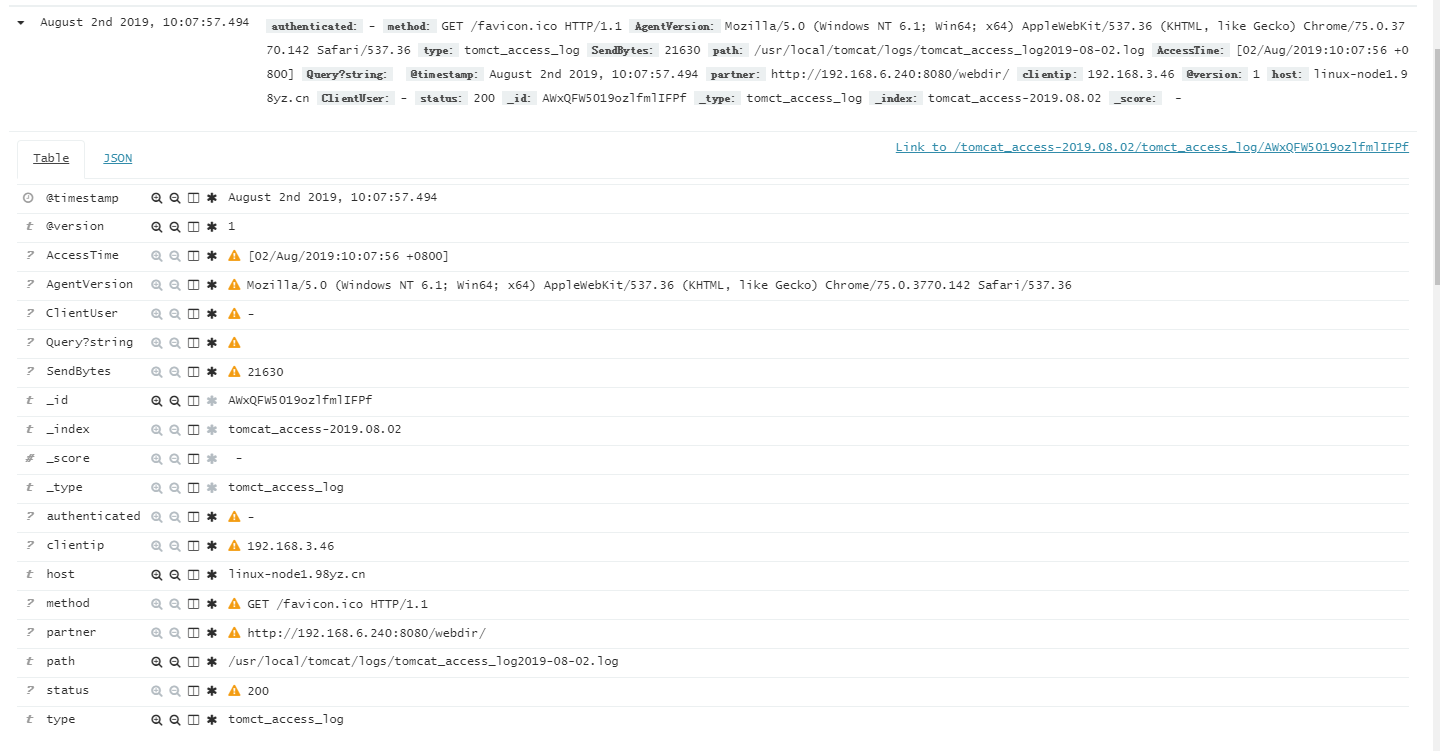 August 2nd 2019, 10:07:57.494 authenticated: - method: GET /favicon.ico HTTP/1.1 AgentVersion: Mozilla/5.0 (Windows NT 6.1; Win64; x64) AppleWebKit/537.36 (KHTML, like Gecko) Chrome/75.0.37
70.142 Safari/537.36 type: tomct_access_log SendBytes: 21630 path: /usr/local/tomcat/logs/tomcat_access_log2019-08-02.log AccessTime: [02/Aug/2019:10:07:56 +0
800] Query?string: @timestamp: August 2nd 2019, 10:07:57.494 partner: http://192.168.6.240:8080/webdir/ clientip: 192.168.3.46 @version: 1 host: linux-node1.9
8yz.cn ClientUser: - status: 200 _id: AWxQFW5O19ozlfmlIFPf _type: tomct_access_log _index: tomcat_access-2019.08.02 _score: -
Table JSON Link to /tomcat_access-2019.08.02/tomct_access_log/AWxQFW5O19ozlfmlIFPf
@timestamp August 2nd 2019, 10:07:57.494
t @version 1
? AccessTime [02/Aug/2019:10:07:56 +0800]
? AgentVersion Mozilla/5.0 (Windows NT 6.1; Win64; x64) AppleWebKit/537.36 (KHTML, like Gecko) Chrome/75.0.3770.142 Safari/537.36
? ClientUser -
? Query?string
? SendBytes 21630
t _id AWxQFW5O19ozlfmlIFPf
t _index tomcat_access-2019.08.02
# _score -
t _type tomct_access_log
? authenticated -
? clientip 192.168.3.46
t host linux-node1.98yz.cn
? method GET /favicon.ico HTTP/1.1
? partner http://192.168.6.240:8080/webdir/
t path /usr/local/tomcat/logs/tomcat_access_log2019-08-02.log
? status 200
t type tomct_access_log